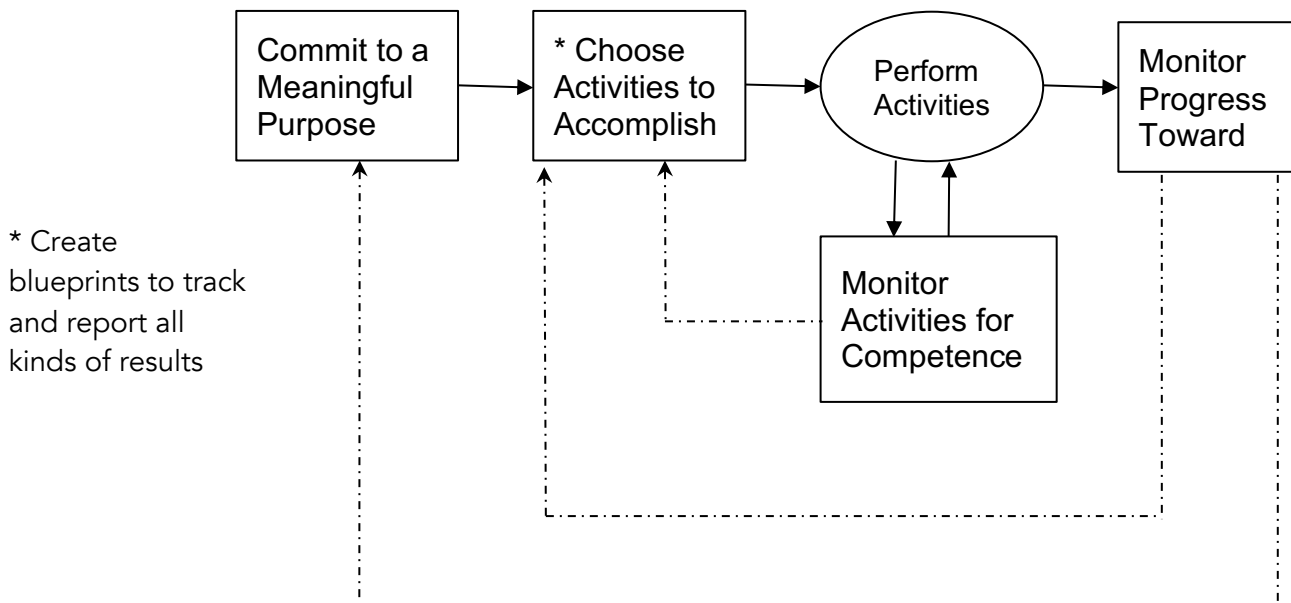 Commit to a
Meaningful
Purpose
* Choose
Activities to
Accomplish
Perform
Activities
Monitor
Progress
Toward
* Create
blueprints to track
and report all
kinds of results
Monitor
Activities for
Competence